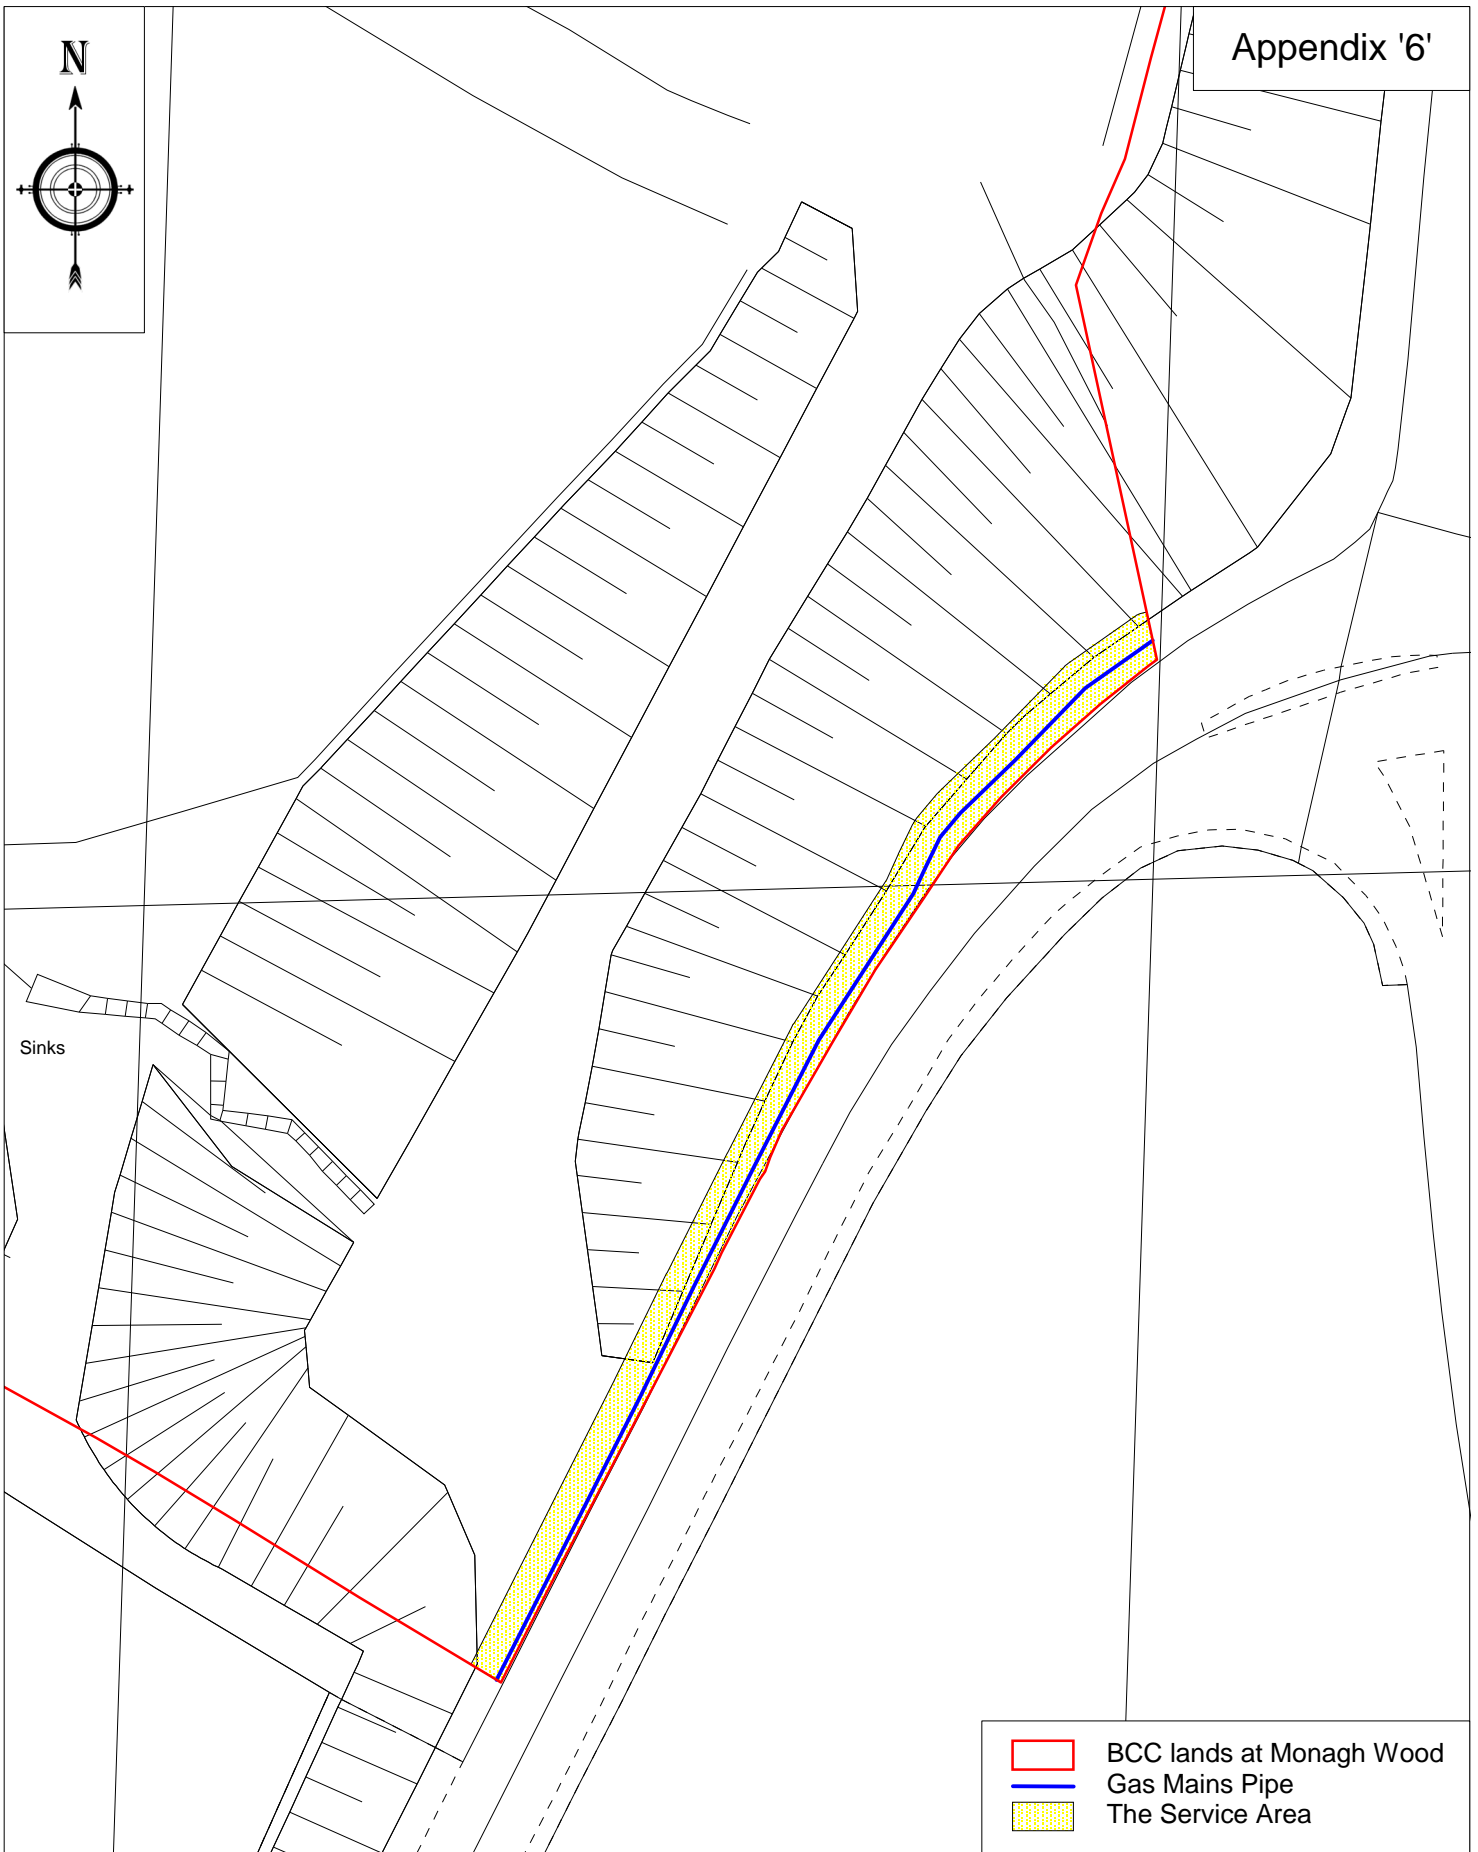 N
Appendix '6'
Sinks
BCC lands at Monagh Wood
Gas Mains Pipe
The Service Area